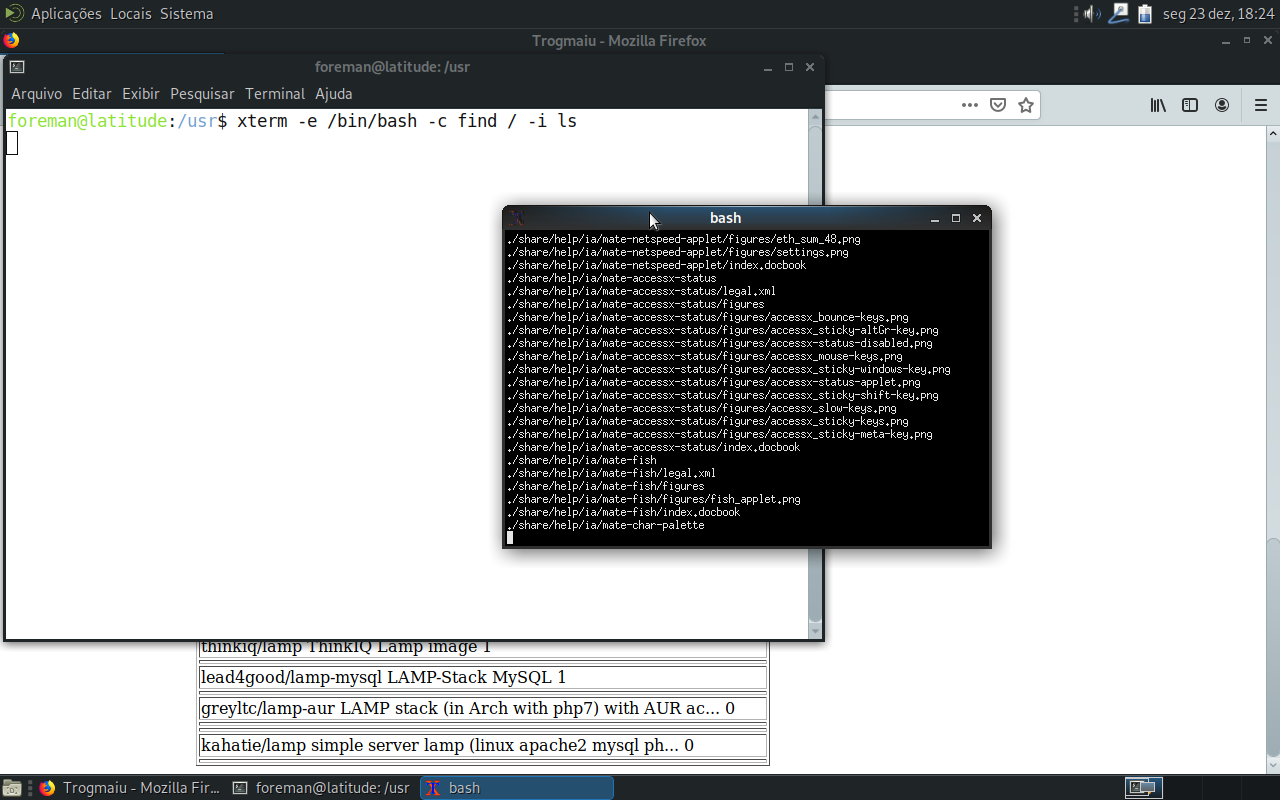 Aplicações Locais Sistema seg 23 dez, 18:24
Trogmaiu - Mozilla Firefox
foreman@latitude: /usr
Arquivo Editar Exibir Pesquisar Terminal Ajuda
foreman@latitude:/usr$ xterm -e /bin/bash -c find / -i ls
bash
./share/help/ia/mate-netspeed-applet/figures/eth_sum_48.png
./share/help/ia/mate-netspeed-applet/figures/settings.png
./share/help/ia/mate-netspeed-applet/index.docbook
./share/help/ia/mate-accessx-status
./share/help/ia/mate-accessx-status/legal.xml
./share/help/ia/mate-accessx-status/figures
./share/help/ia/mate-accessx-status/figures/accessx_bounce-keys.png
./share/help/ia/mate-accessx-status/figures/accessx_sticky-altGr-key.png
./share/help/ia/mate-accessx-status/figures/accessx-status-disabled.png
./share/help/ia/mate-accessx-status/figures/accessx_mouse-keys.png
./share/help/ia/mate-accessx-status/figures/accessx_sticky-windows-key.png
./share/help/ia/mate-accessx-status/figures/accessx-status-applet.png
./share/help/ia/mate-accessx-status/figures/accessx_sticky-shift-key.png
./share/help/ia/mate-accessx-status/figures/accessx_slow-keys.png
./share/help/ia/mate-accessx-status/figures/accessx_sticky-keys.png
./share/help/ia/mate-accessx-status/figures/accessx_sticky-meta-key.png
./share/help/ia/mate-accessx-status/index.docbook
./share/help/ia/mate-fish
./share/help/ia/mate-fish/legal.xml
./share/help/ia/mate-fish/figures
./share/help/ia/mate-fish/figures/fish_applet.png
./share/help/ia/mate-fish/index.docbook
./share/help/ia/mate-char-palette
thinkiq/lamp ThinkIQ Lamp image 1
lead4good/lamp-mysql LAMP-Stack MySQL 1
greyltc/lamp-aur LAMP stack (in Arch with php7) with AUR ac... 0
kahatie/lamp simple server lamp (linux apache2 mysql ph... 0
Trogmaiu - Mozilla Fir... foreman@latitude: /usr bash